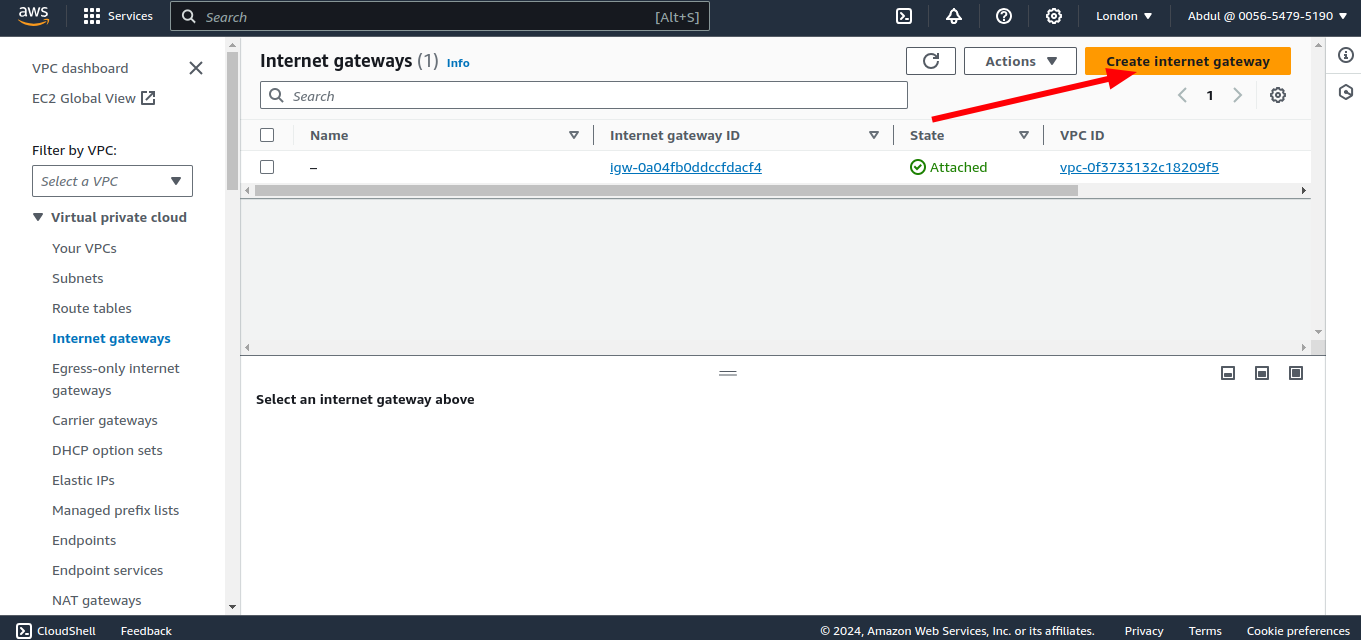 aws Services Search [Alt+S] London Abdul @ 0056-5479-5190
VPC dashboard
EC2 Global View
Filter by VPC:
Select a VPC
Virtual private cloud
Your VPCs
Subnets
Route tables
Internet gateways
Egress-only internet
gateways
Carrier gateways
DHCP option sets
Elastic IPs
Managed prefix lists
Endpoints
Endpoint services
NAT gateways
Internet gateways (1) Info
Actions
Create internet gateway
Search
1
Name Internet gateway ID State VPC ID
– igw-0a04fb0ddccfdacf4 Attached vpc-0f3733132c18209f5
Select an internet gateway above
CloudShell Feedback © 2024, Amazon Web Services, Inc. or its affiliates. Privacy Terms Cookie preferences